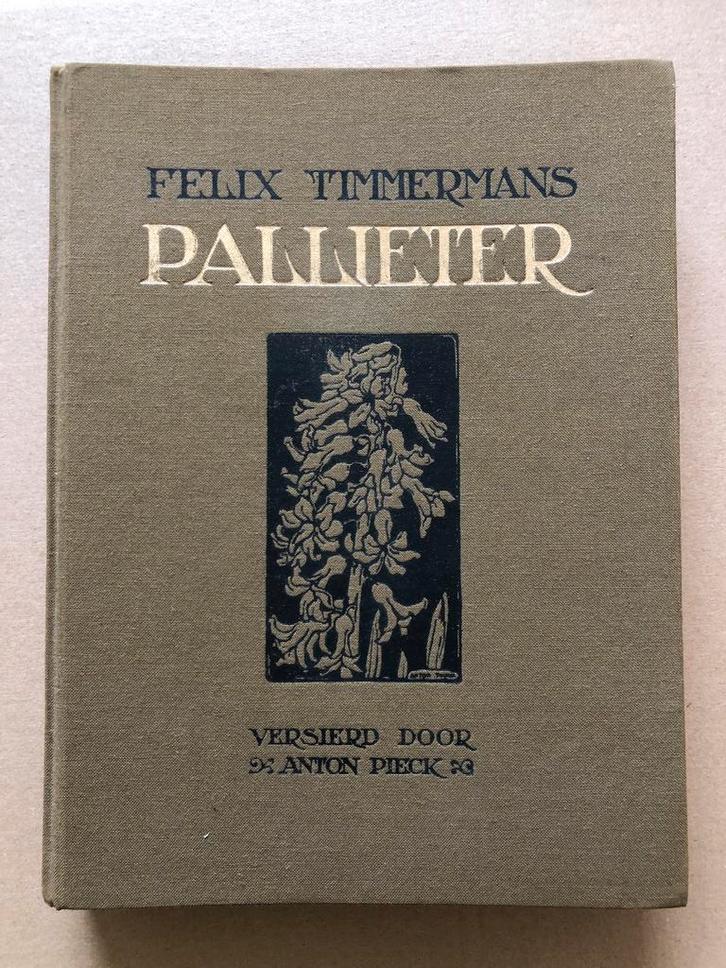 FELIX TIMMERMANS
PALLIETER
VERSIERD DOOR
ANTON PIECK